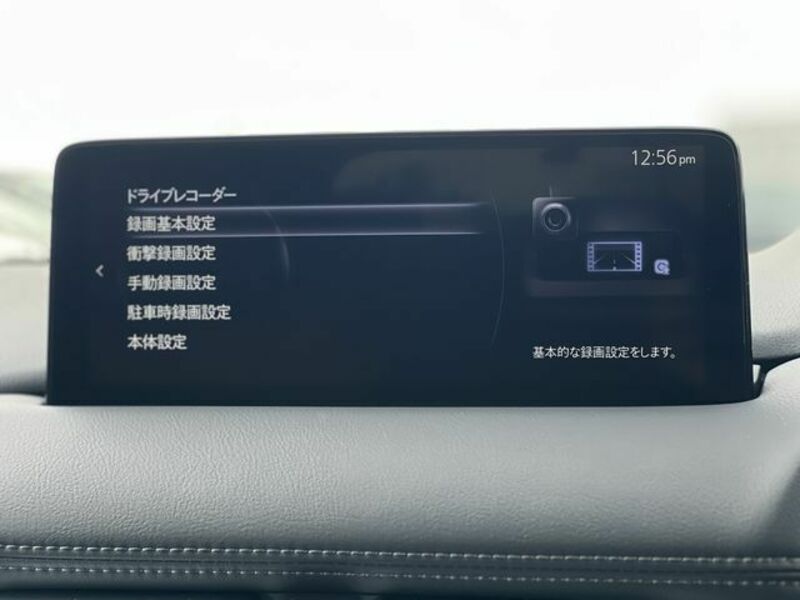 12:56pm
ドライブレコーダー
録画基本設定
衝撃録画設定
手動録画設定
駐車時録画設定
本体設定
基本的な録画設定をします。